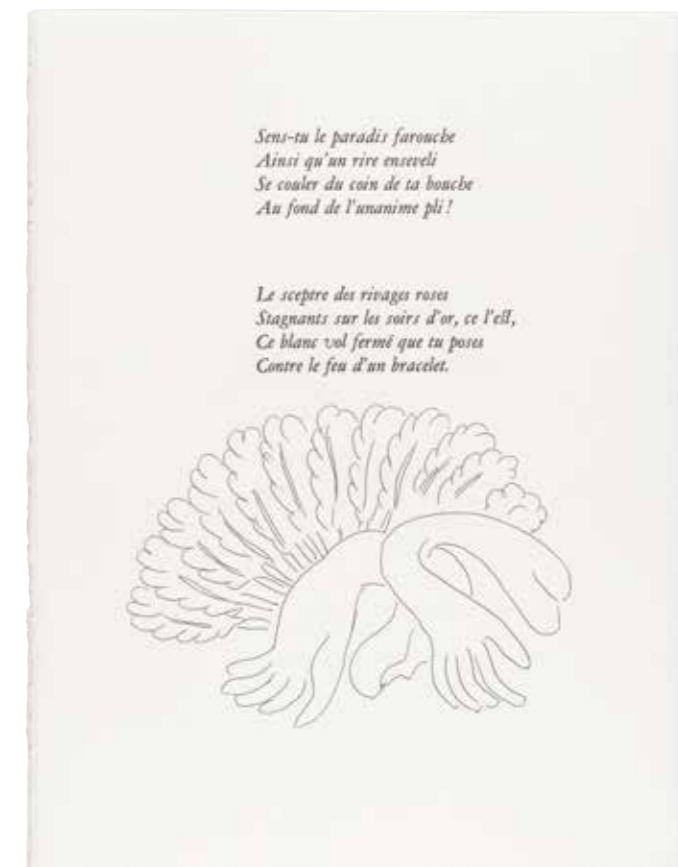 Sens-tu le paradis farouche
Ainsi qu'un rire enseveli
Se couler du coin de ta bouche
Au fond de l'unanime pli !
Le sceptre des rivages roses
Stagnants sur les soirs d'or, ce l'est,
Ce blanc vol fermé que tu poses
Contre le feu d'un bracelet.